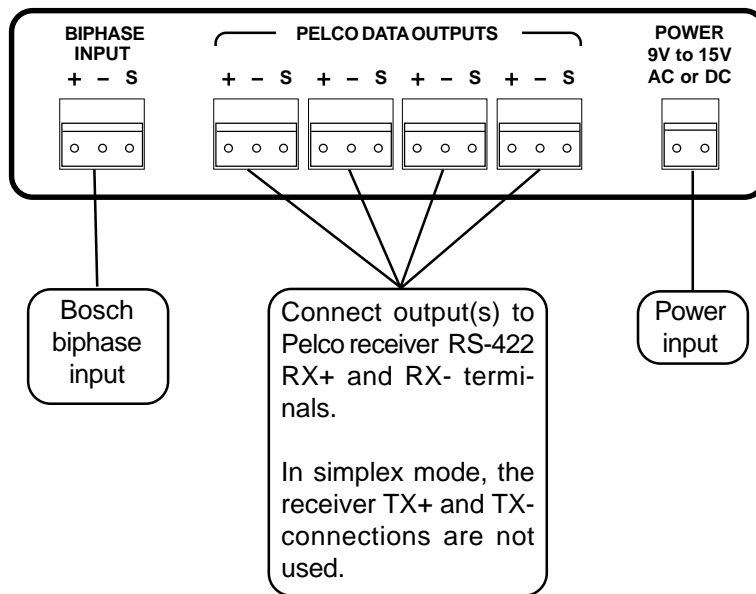 BIPHASE
INPUT
+ – S
PELCO DATA OUTPUTS
+ – S + – S + – S + – S
POWER
9V to 15V
AC or DC
Bosch
biphase
input
Connect output(s) to
Pelco receiver RS-422
RX+ and RX- termi-
nals.
In simplex mode, the
receiver TX+ and TX-
connections are not
used.
Power
input